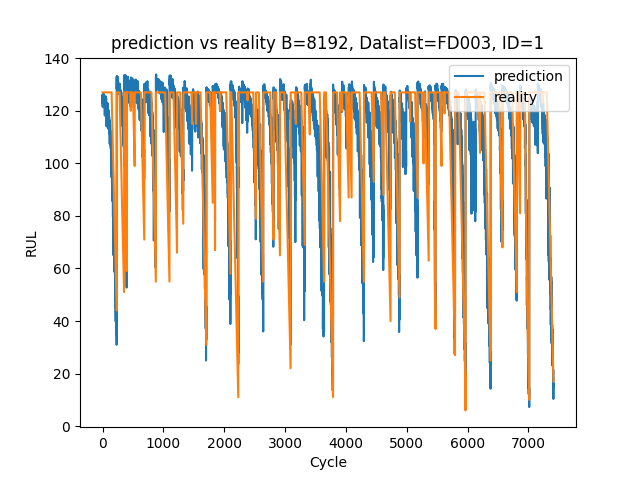 prediction vs reality B=8192, Datalist=FD003, ID=1
prediction
reality
RUL
140
120
100
80
60
40
20
0
0 1000 2000 3000 4000 5000 6000 7000
Cycle